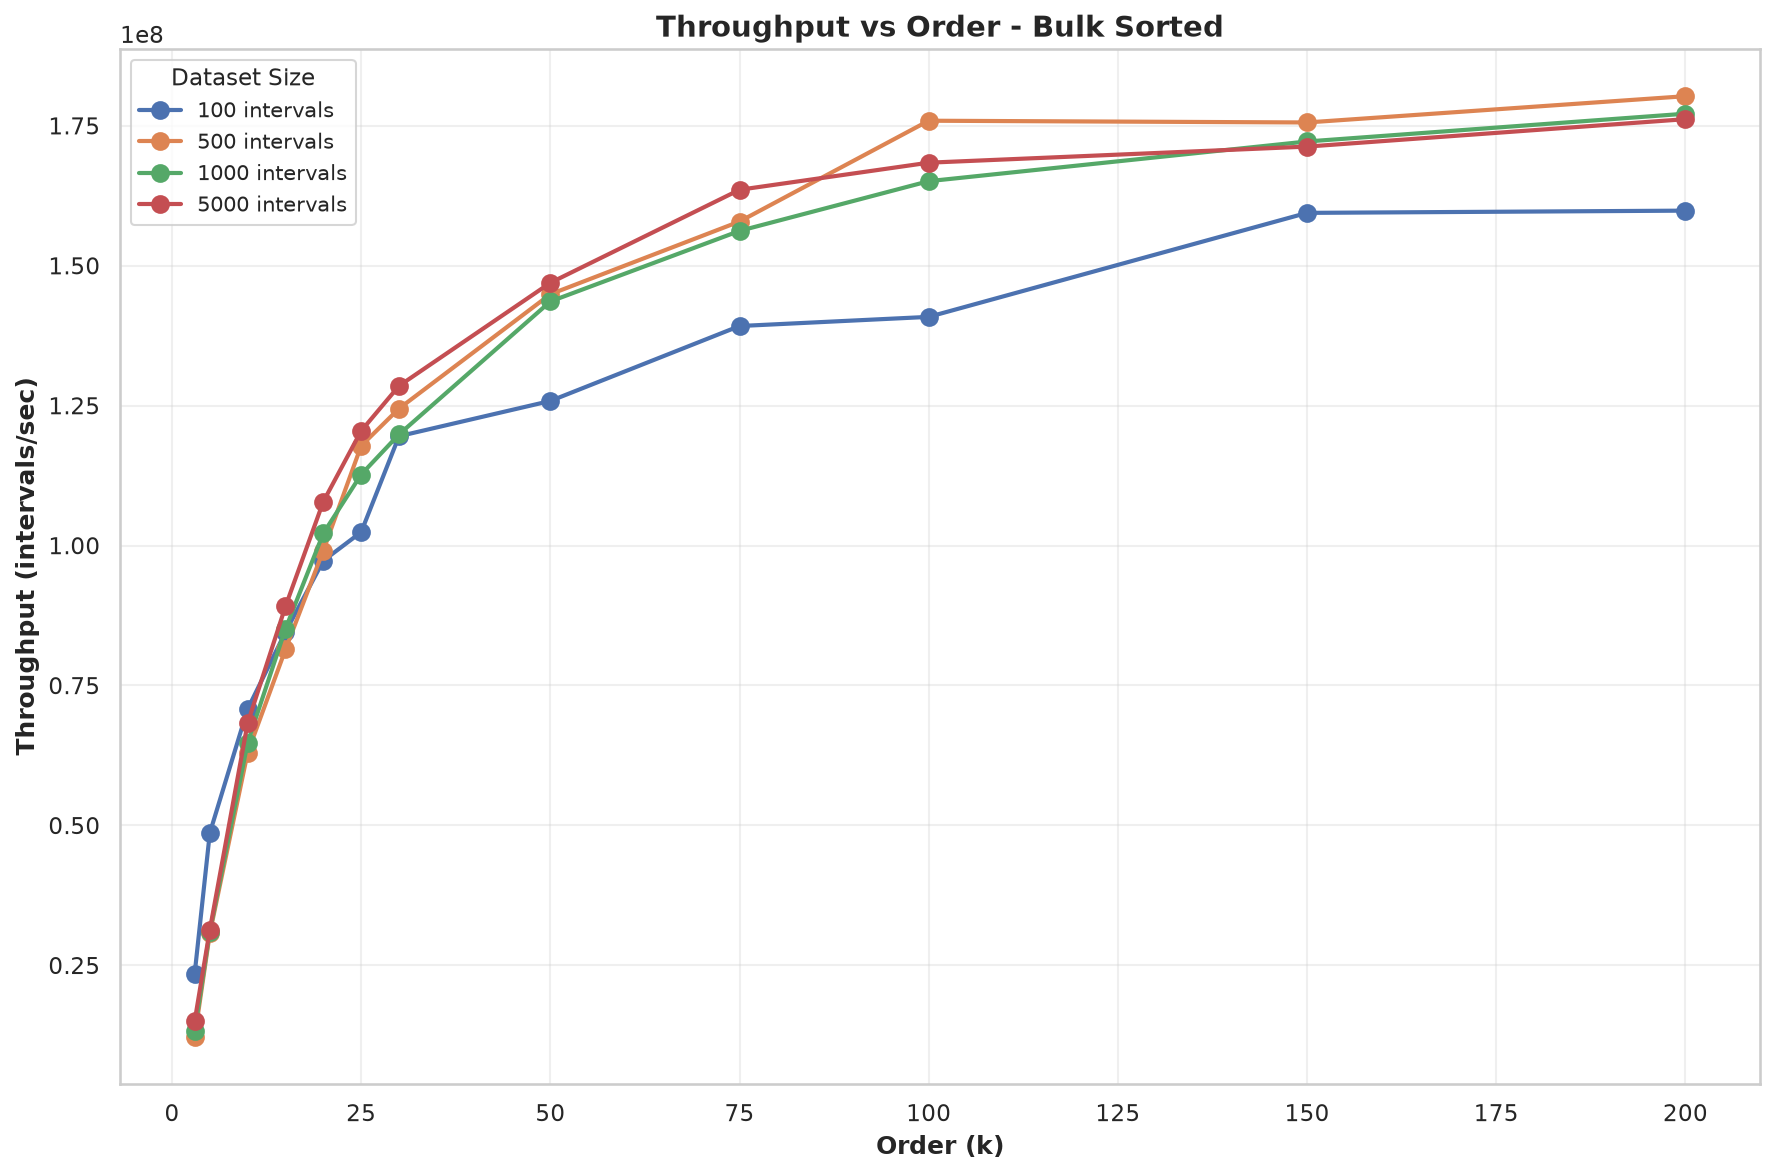 Throughput vs Order - Bulk Sorted
1e8
Dataset Size
100 intervals
500 intervals
1000 intervals
5000 intervals
1.75
1.50
1.25
1.00
0.75
0.50
0.25
Throughput (intervals/sec)
0 25 50 75 100 125 150 175 200
Order (k)